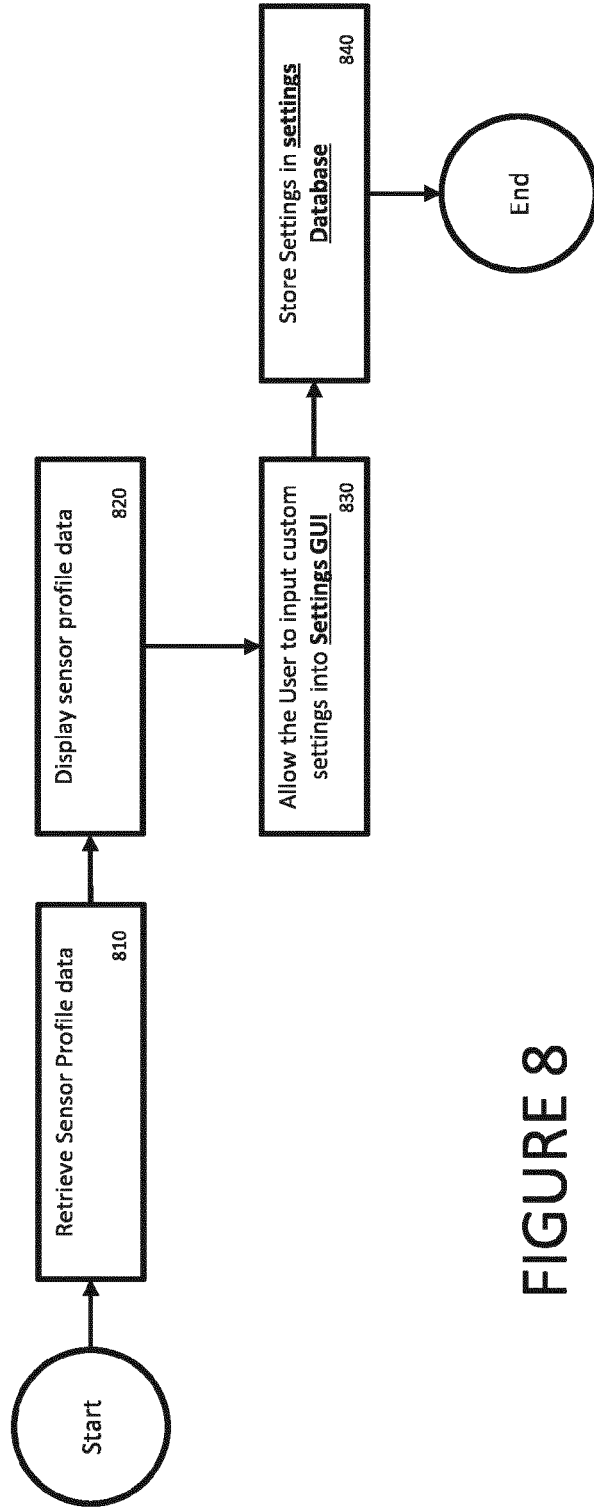 Start
Retrieve Sensor Profile data
810
Display sensor profile data
820
Allow the User to input custom
settings into Settings GUI
830
Store Settings in settings
Database
840
End
FIGURE 8